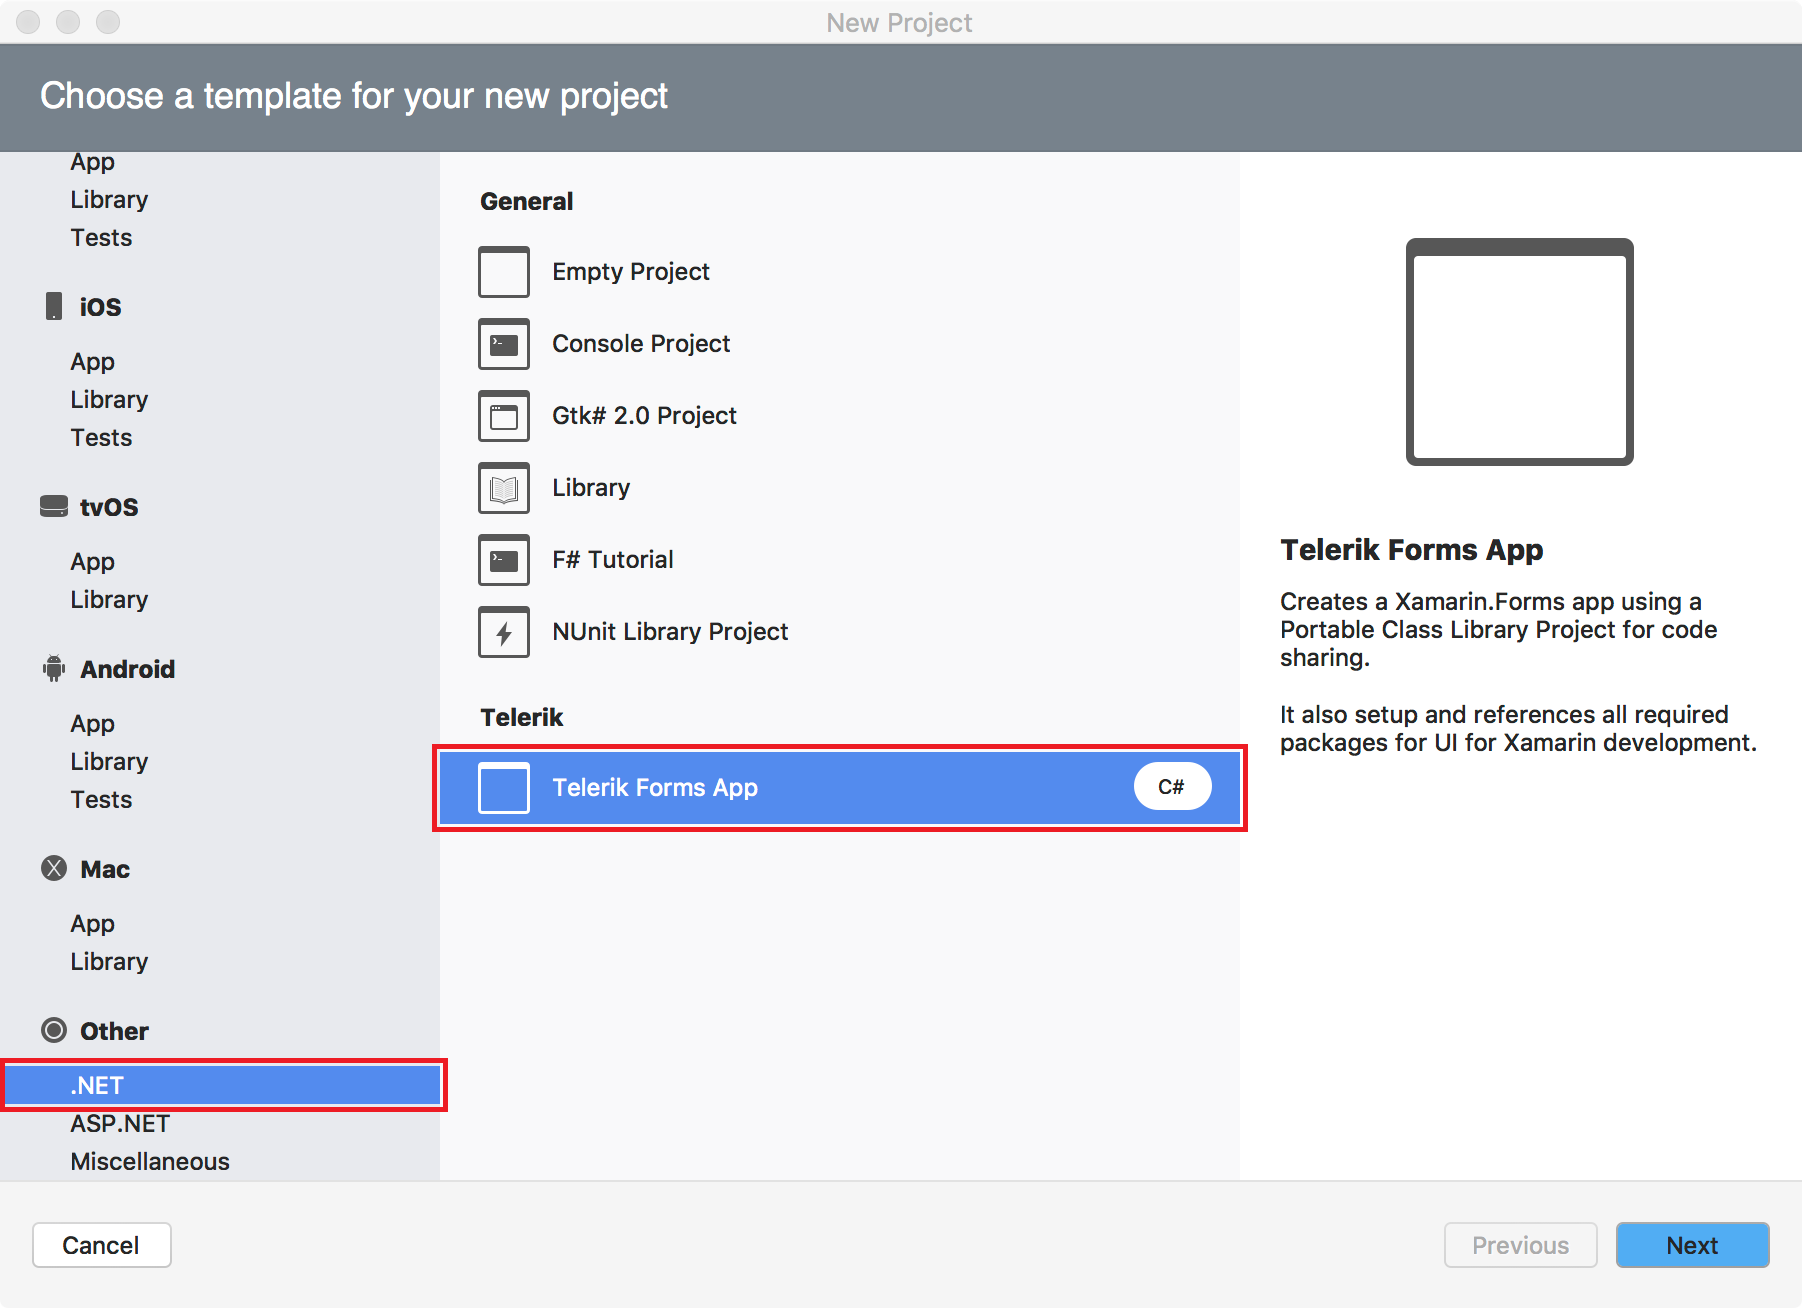 New Project
Choose a template for your new project
App
Library
Tests
iOS
App
Library
Tests
tvOS
App
Library
Android
App
Library
Tests
Mac
App
Library
Other
.NET
ASP.NET
Miscellaneous
General
Empty Project
Console Project
Gtk# 2.0 Project
Library
F# Tutorial
NUnit Library Project
Telerik
Telerik Forms App
C#
Telerik Forms App
Creates a Xamarin.Forms app using a
Portable Class Library Project for code
sharing.
It also setup and references all required
packages for UI for Xamarin development.
Cancel
Previous
Next